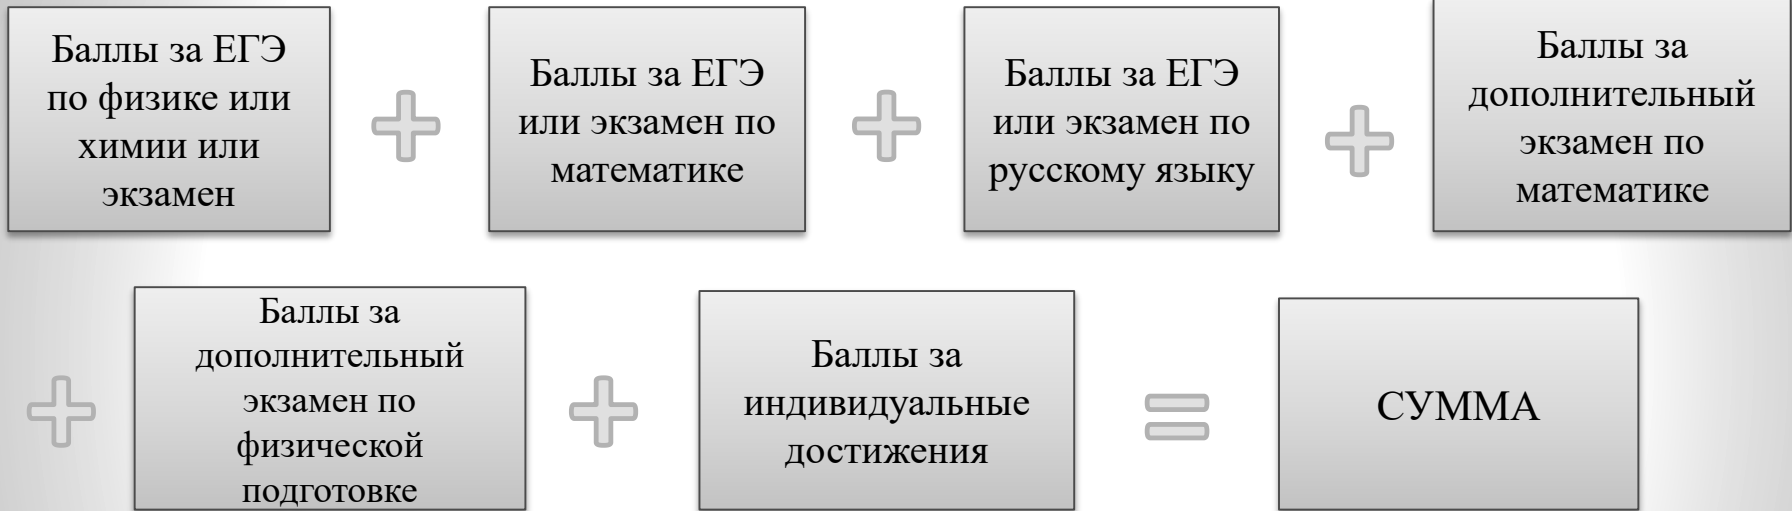 Баллы за ЕГЭ
по физике или
химии или
экзамен
Баллы за ЕГЭ
или экзамен по
математике
Баллы за ЕГЭ
или экзамен по
русскому языку
Баллы за
дополнительный
экзамен по
математике
Баллы за
дополнительный
экзамен по
физической
подготовке
Баллы за
индивидуальные
достижения
СУММА